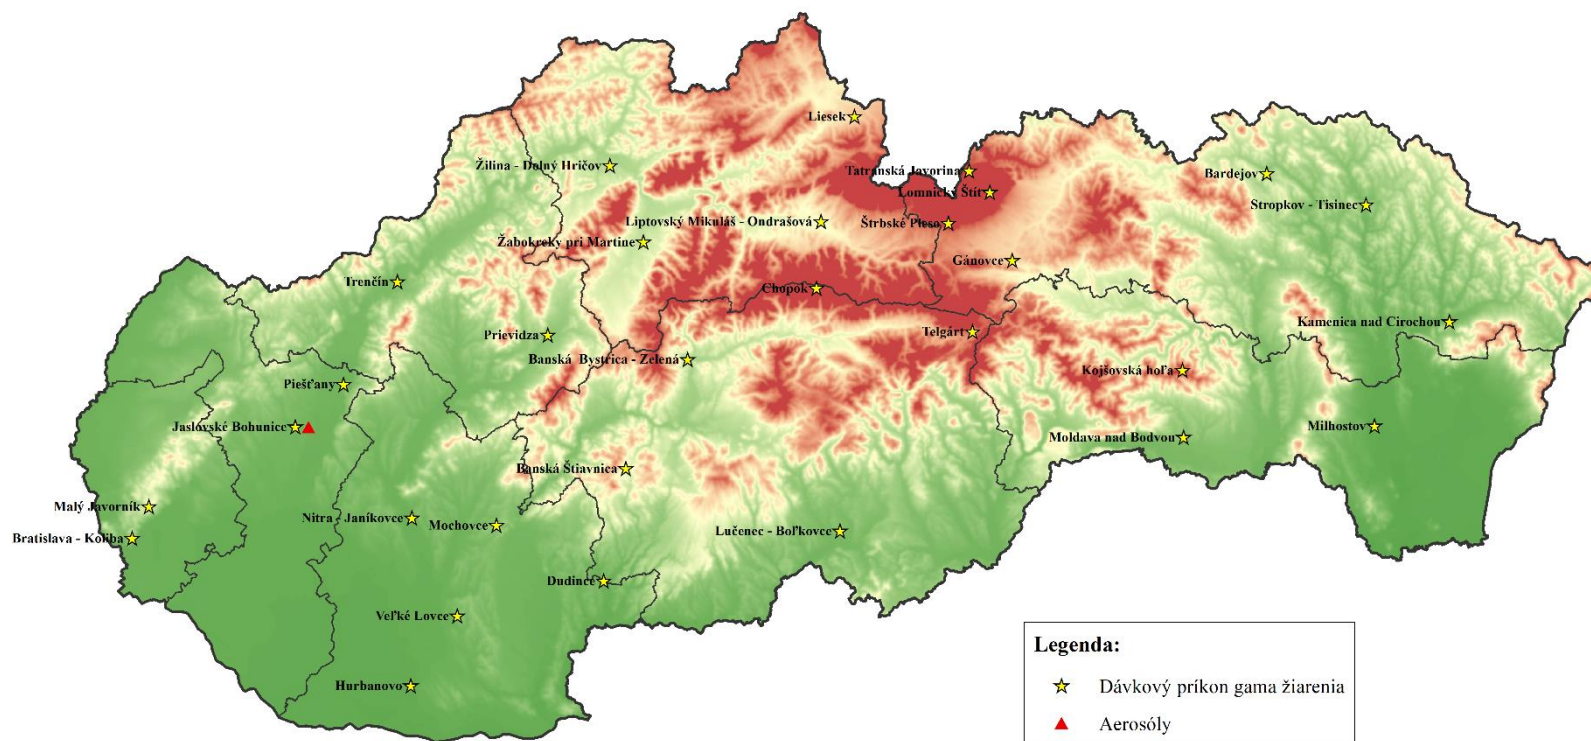 Liesek
Žilina - Dolný Hričov
Tatranská Javorina
Bardejov
Lomnický Štít
Stropkov - Tisinec
Liptovský Mikuláš - Ondrašová
Štrbské Pleso
Žabokreky pri Martine
Gánovce
Trenčín
Chopok
Kamenica nad Cirochou
Telgárt
Prievidza
Banská Bystrica - Zelená
Kojšovská hoľa
Piešťany
Jaslovské Bohunice
Milhostov
Moldava nad Bodvou
Banská Štiavnica
Malý Javorník
Nitra - Janíkovce
Mochovce
Lučenec - Boľkovce
Bratislava - Koliba
Dudince
Veľké Lovce
Hurbanovo
Legenda:
Dávkový príkon gama žiarenia
Aerosóly